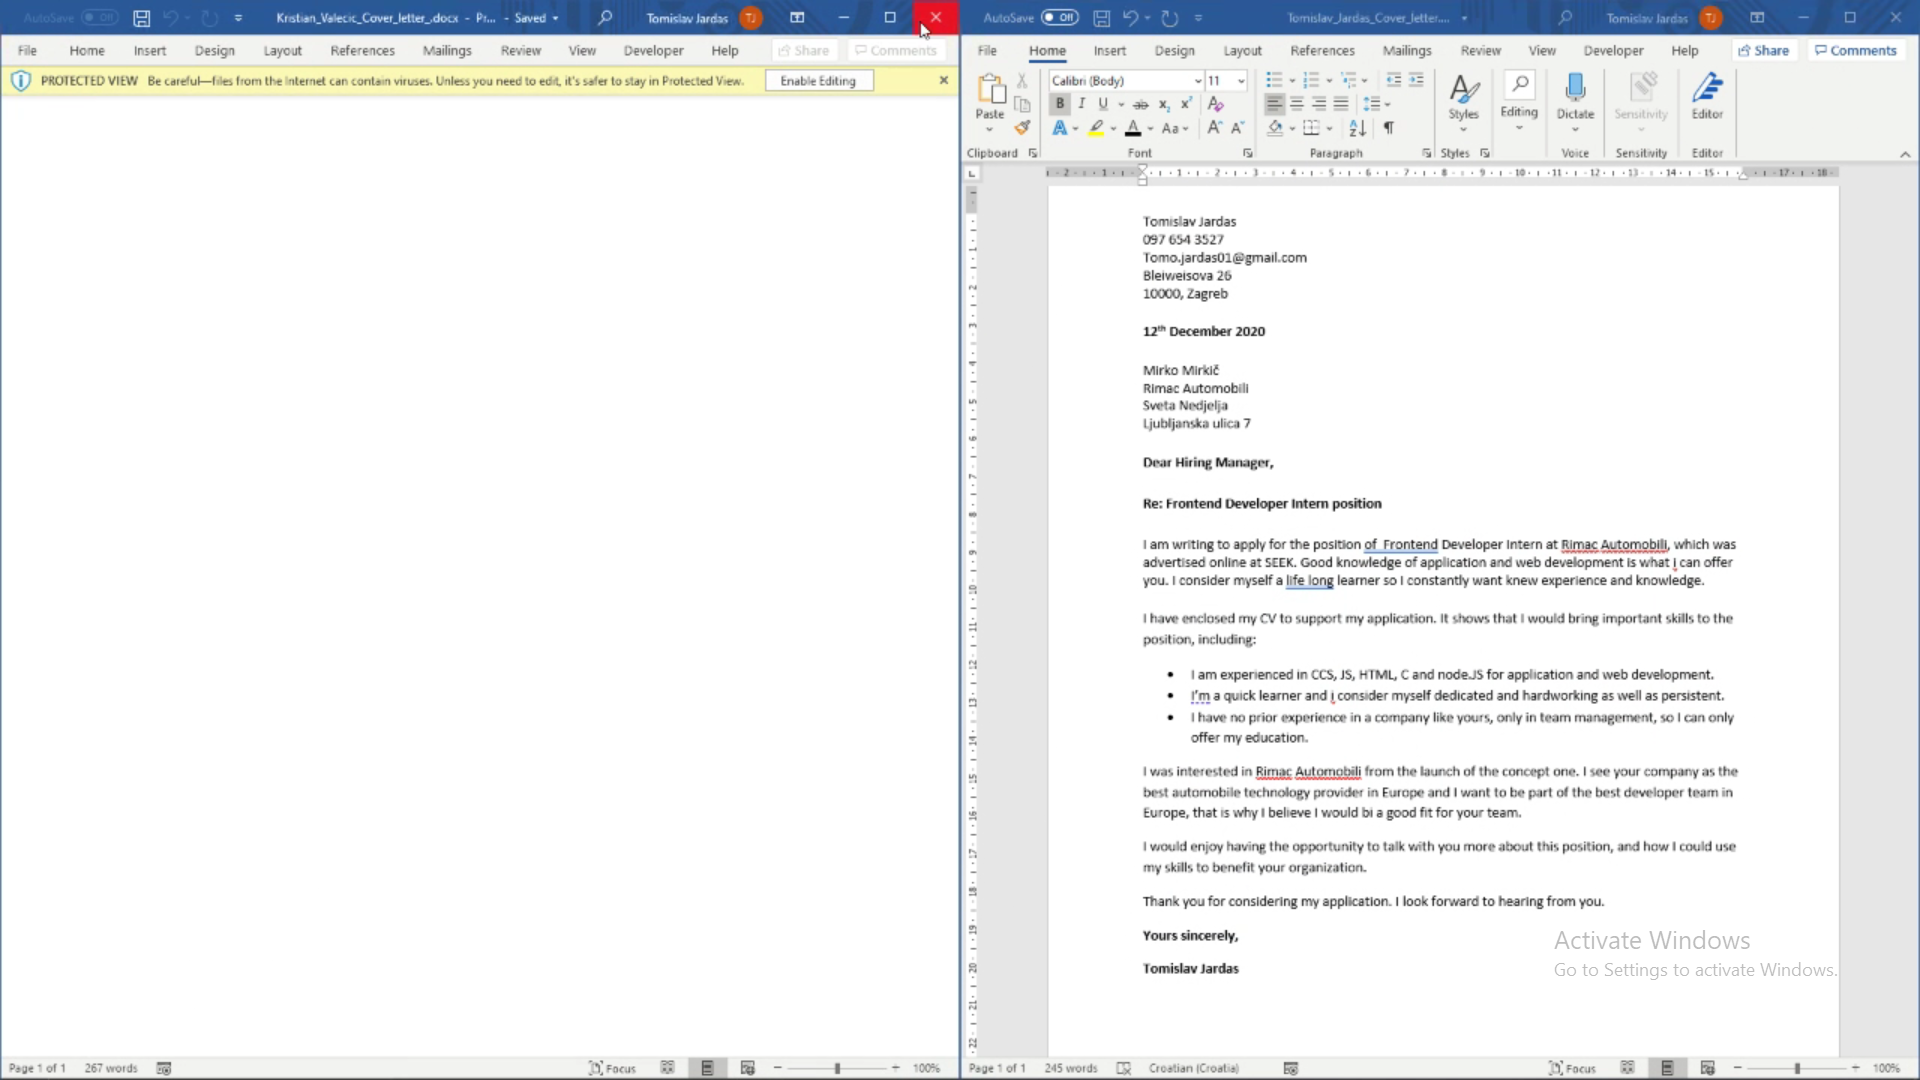 AutoSave Off Kristian_Valecic_Cover_letter_.docx - Pr... - Saved Tomislav Jardas TJ
File Home Insert Design Layout References Mailings Review View Developer Help Share Comments
PROTECTED VIEW Be careful—files from the Internet can contain viruses. Unless you need to edit, it's safer to stay in Protected View. Enable Editing
Page 1 of 1 267 words Focus 100%
AutoSave Off Tomislav_Jardas_Cover_letter.... Tomislav Jardas TJ
File Home Insert Design Layout References Mailings Review View Developer Help Share Comments
Calibri (Body) 11
Paste Styles Editing Dictate Sensitivity Editor
Clipboard Font Paragraph Styles Voice Sensitivity Editor
Tomislav Jardas
097 654 3527
Tomo.jardas01@gmail.com
Bleiweisova 26
10000, Zagreb
12th December 2020
Mirko Mirkič
Rimac Automobili
Sveta Nedjelja
Ljubljanska ulica 7
Dear Hiring Manager,
Re: Frontend Developer Intern position
I am writing to apply for the position of  Frontend Developer Intern at Rimac Automobili, which was
advertised online at SEEK. Good knowledge of application and web development is what i can offer
you. I consider myself a life long learner so I constantly want knew experience and knowledge.
I have enclosed my CV to support my application. It shows that I would bring important skills to the
position, including:
• I am experienced in CCS, JS, HTML, C and node.JS for application and web development.
• I'm a quick learner and i consider myself dedicated and hardworking as well as persistent.
• I have no prior experience in a company like yours, only in team management, so I can only
offer my education.
I was interested in Rimac Automobili from the launch of the concept one. I see your company as the
best automobile technology provider in Europe and I want to be part of the best developer team in
Europe, that is why I believe I would bi a good fit for your team.
I would enjoy having the opportunity to talk with you more about this position, and how I could use
my skills to benefit your organization.
Thank you for considering my application. I look forward to hearing from you.
Yours sincerely,
Tomislav Jardas
Activate Windows
Go to Settings to activate Windows.
Page 1 of 1 245 words Croatian (Croatia) Focus 100%